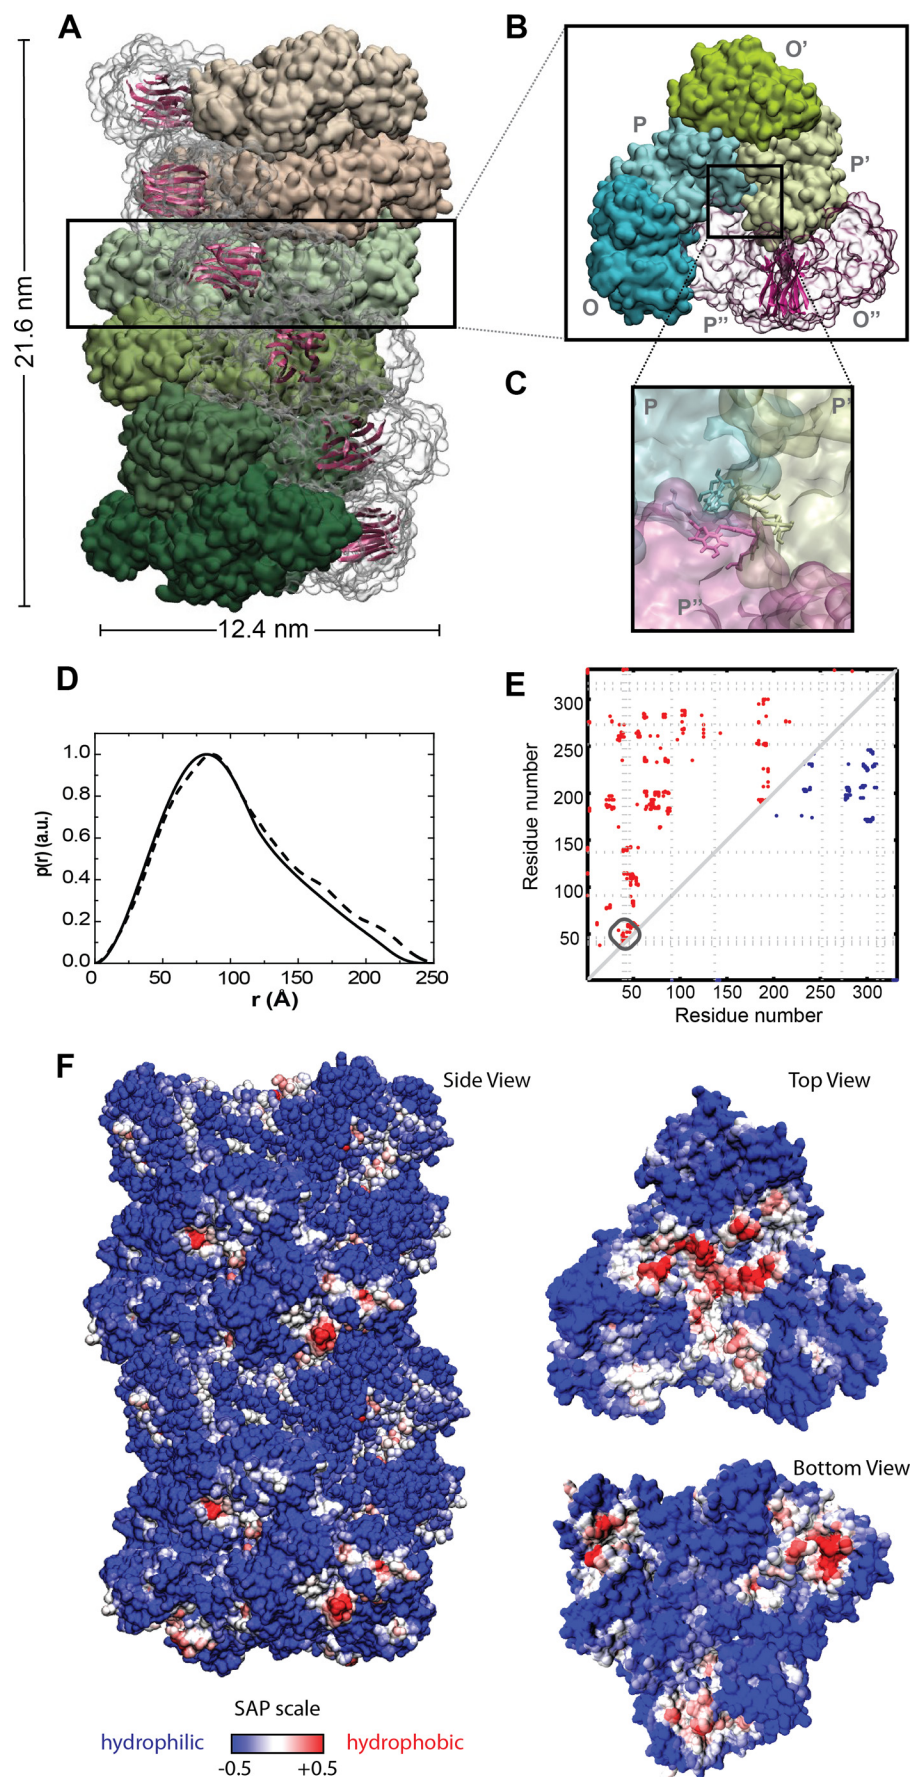 A
21.6 nm
12.4 nm
B
O’
P
P’
O
P’’
O’’
C
P
P’
P’’
D
p(r) (a.u.)
1.0
0.8
0.6
0.4
0.2
0.0
0 50 100 150 200 250
r (Å)
E
Residue number
300
250
200
150
100
50
50 100 150 200 250 300
Residue number
F
Side View
Top View
Bottom View
SAP scale
hydrophilic
hydrophobic
-0.5 +0.5